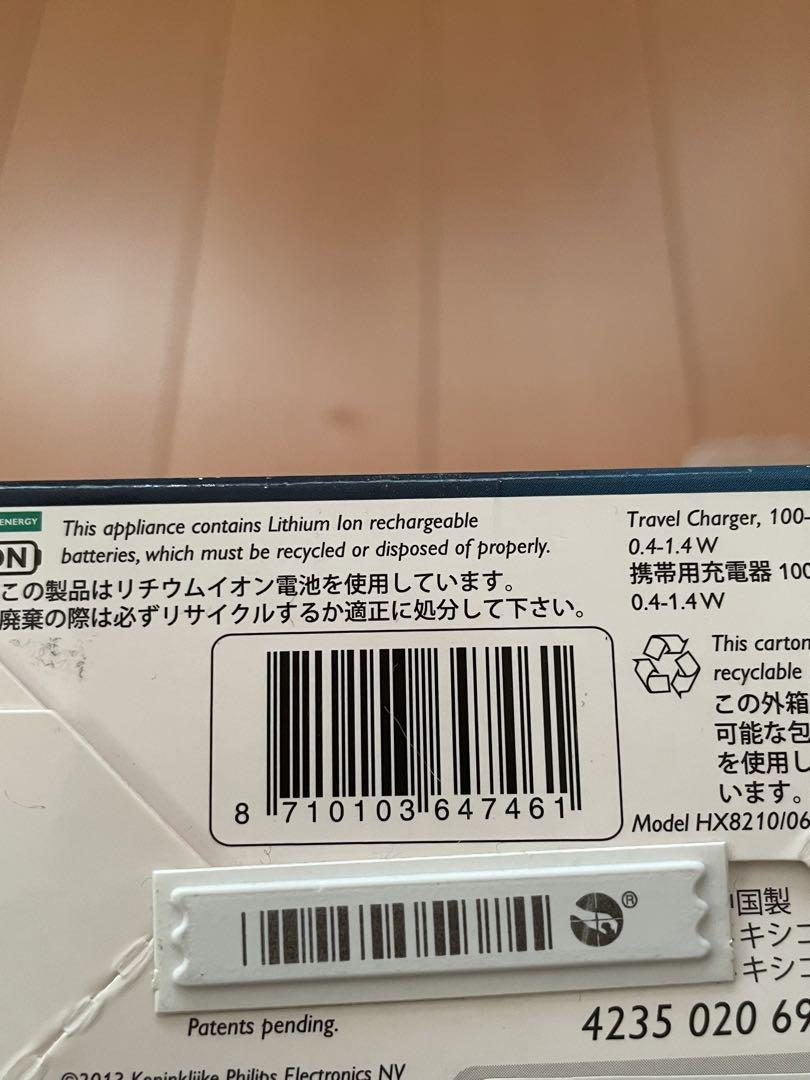 ENERGY
This appliance contains Lithium Ion rechargeable
batteries, which must be recycled or disposed of properly.
この製品はリチウムイオン電池を使用しています。
廃棄の際は必ずリサイクルするか適正に処分して下さい。
Travel Charger, 100-
0.4-1.4 W
携帯用充電器 100
0.4-1.4 W
This carton
recyclable
この外箱
可能な包
を使用し
います。
8 710103 647461
Model HX8210/06
®
国製
キシコ
キシコ
Patents pending.
4235 020 69
©2013 Koninklijke Philips Electronics NV